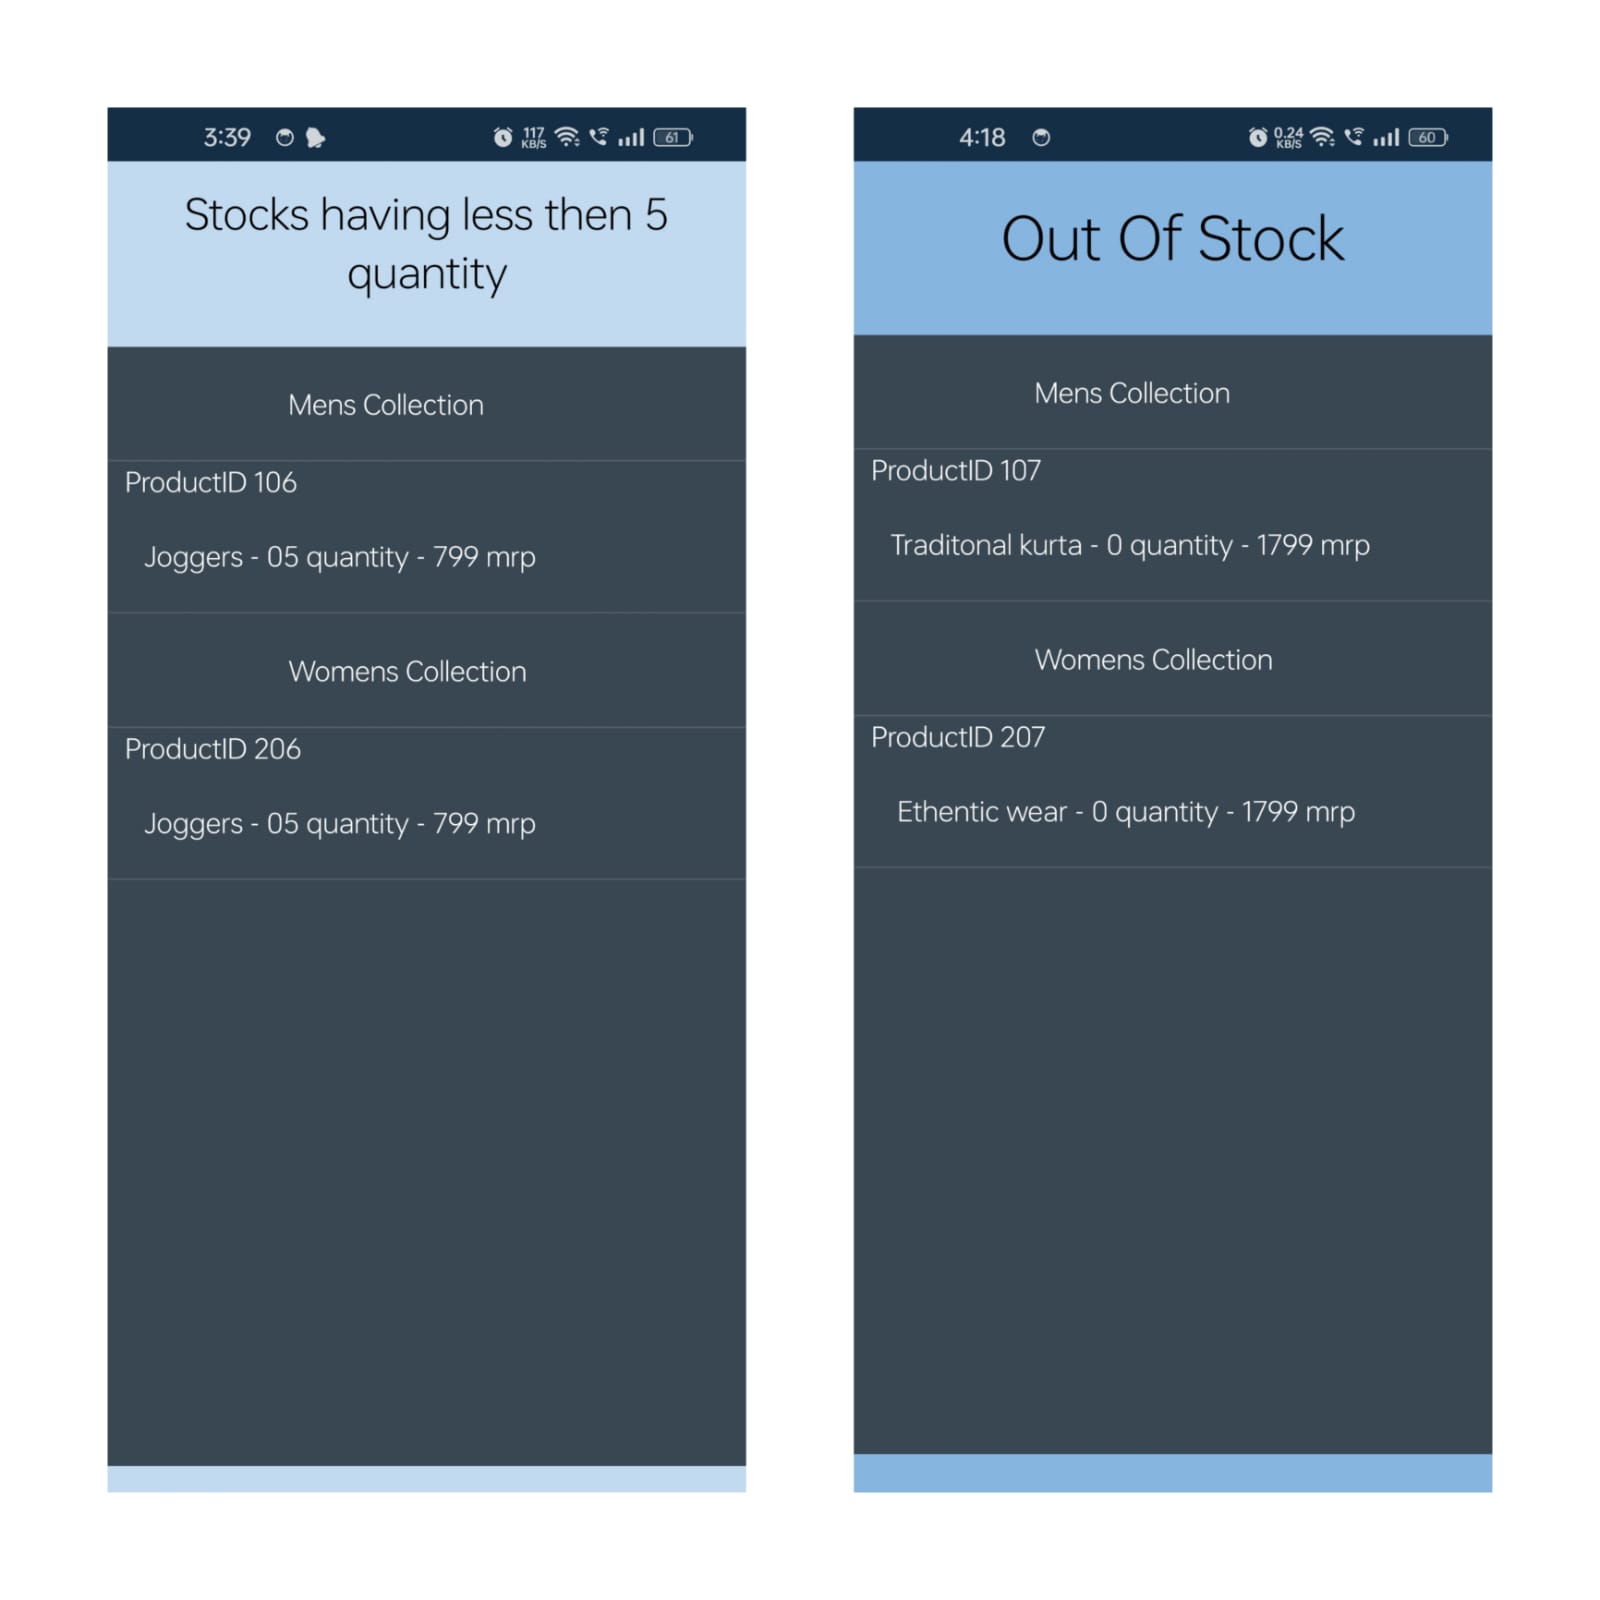 3:39
117
KB/S
61
Stocks having less then 5
quantity
Mens Collection
ProductID 106
Joggers - 05 quantity - 799 mrp
Womens Collection
ProductID 206
Joggers - 05 quantity - 799 mrp
4:18
0.24
KB/S
60
Out Of Stock
Mens Collection
ProductID 107
Traditonal kurta - 0 quantity - 1799 mrp
Womens Collection
ProductID 207
Ethentic wear - 0 quantity - 1799 mrp